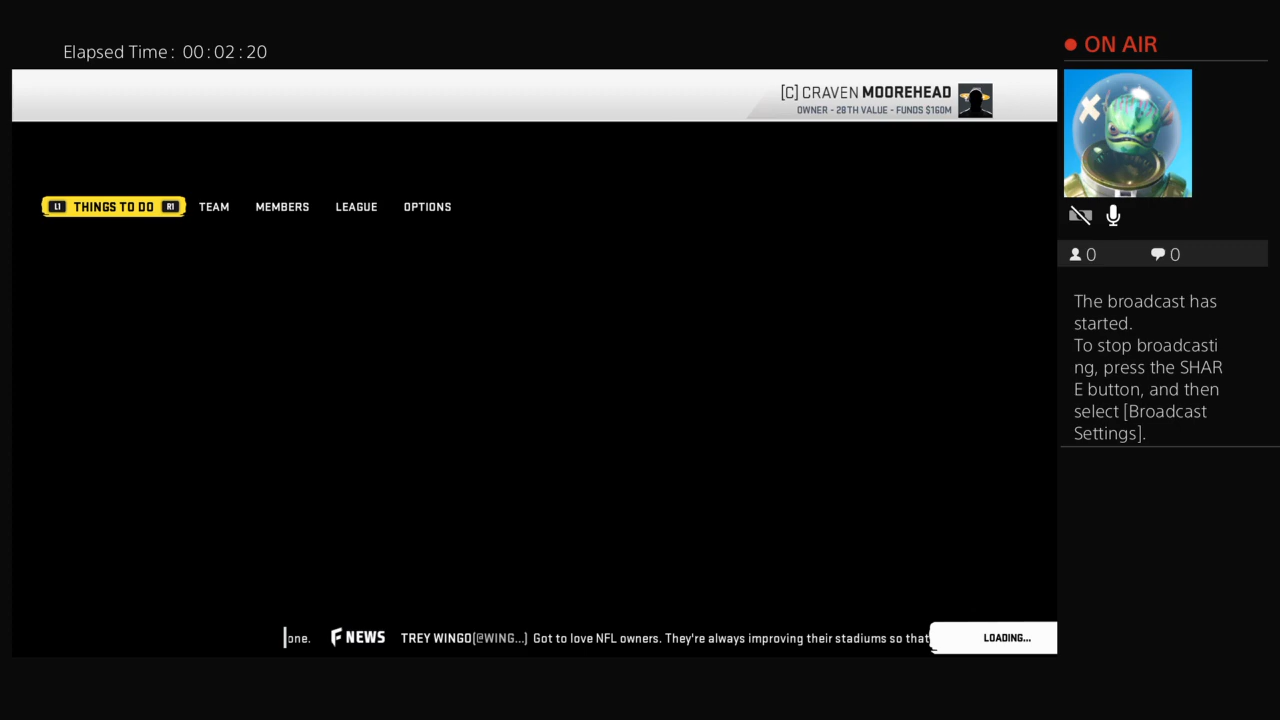 Elapsed Time: 00:02:20
ON AIR
[C] CRAVEN MOOREHEAD
OWNER - 28TH VALUE - FUNDS $160M
L1 THINGS TO DO R1 TEAM MEMBERS LEAGUE OPTIONS
0 0
The broadcast has
started.
To stop broadcasti
ng, press the SHAR
E button, and then
select [Broadcast
Settings].
one. NEWS TREY WINGO(@WING...) Got to love NFL owners. They're always improving their stadiums so that
LOADING...